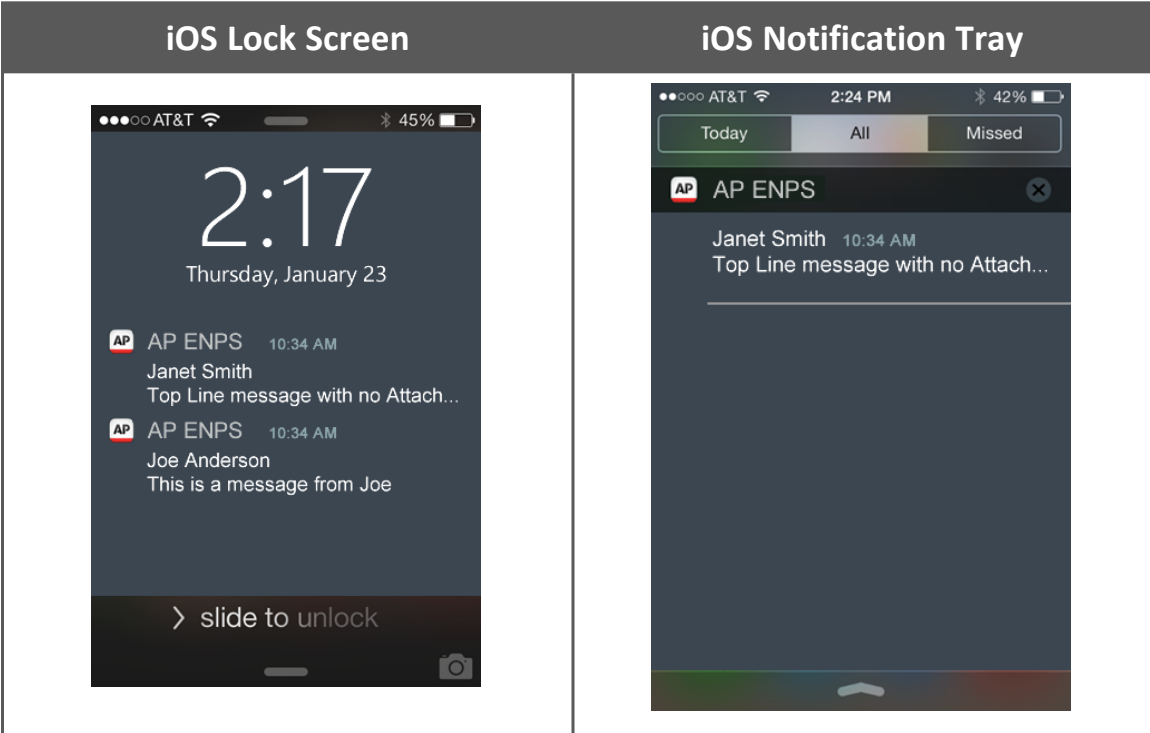 iOS Lock Screen
iOS Notification Tray
AT&T
45%
2:17
Thursday, January 23
AP
AP ENPS 10:34 AM
Janet Smith
Top Line message with no Attach...
AP
AP ENPS 10:34 AM
Joe Anderson
This is a message from Joe
slide to unlock
AT&T 2:24 PM 42%
Today All Missed
AP
AP ENPS
Janet Smith 10:34 AM
Top Line message with no Attach...